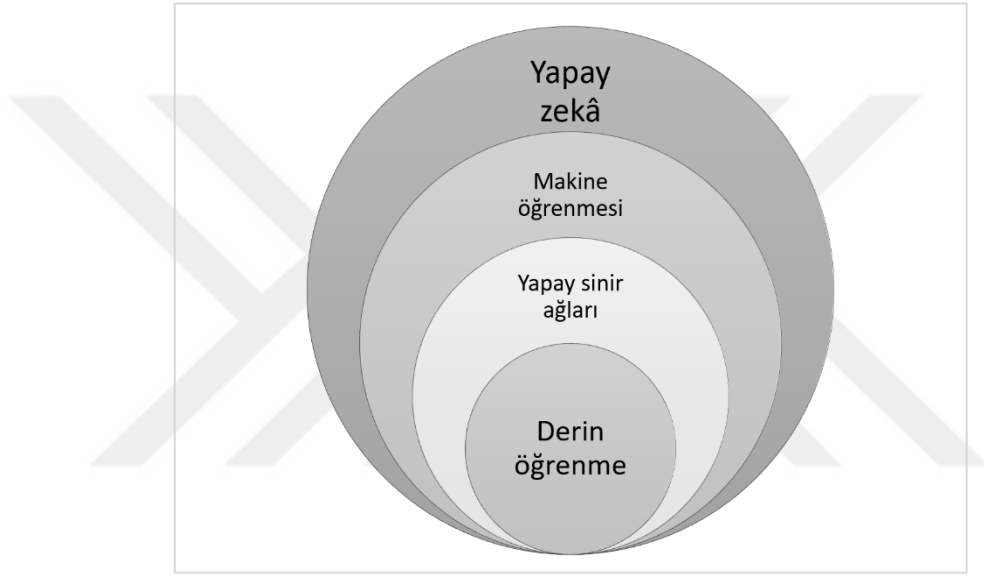 Yapay
zekâ
Makine
öğrenmesi
Yapay sinir
ağları
Derin
öğrenme